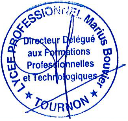 LYCEE PROFESSIONNEL Marius Bouvier
Directeur Délégué
aux Formations
Professionnelles
et Technologiques
* TOURNON *